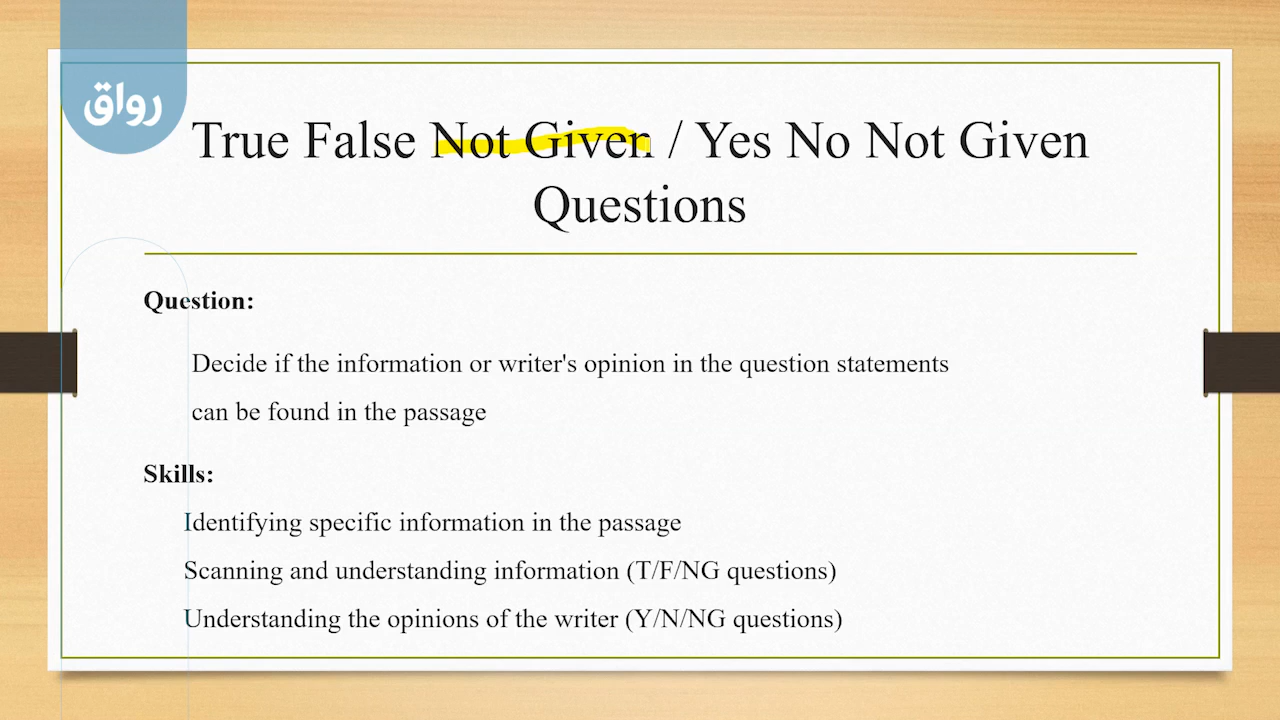 رواق
True False Not Given / Yes No Not Given
Questions
Question:
Decide if the information or writer's opinion in the question statements
can be found in the passage
Skills:
Identifying specific information in the passage
Scanning and understanding information (T/F/NG questions)
Understanding the opinions of the writer (Y/N/NG questions)